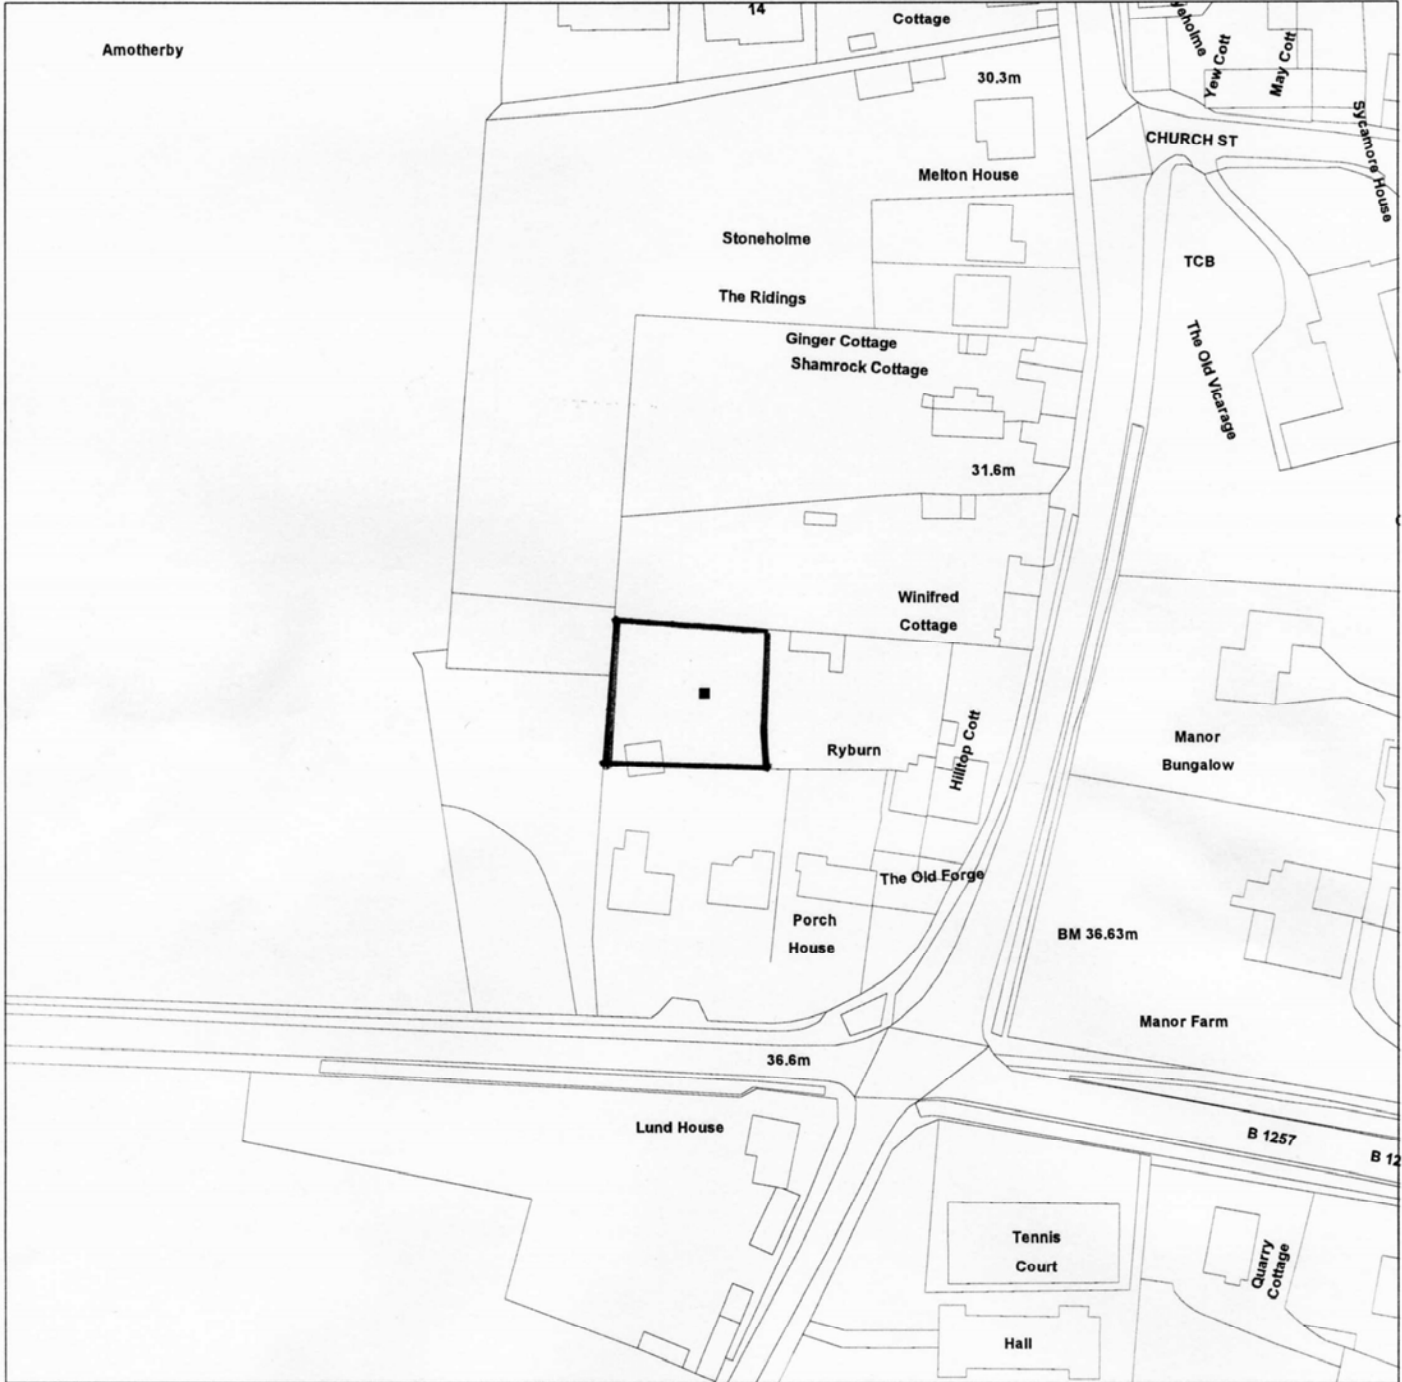 14
Cottage
Amotherby
Yew Cott
May Cott
30.3m
Sycamore House
CHURCH ST
Melton House
Stoneholme
TCB
The Ridings
Ginger Cottage
Shamrock Cottage
The Old Vicarage
31.6m
Winifred
Cottage
Ryburn
Hilltop Cott
Manor
Bungalow
The Old Forge
Porch
House
BM 36.63m
Manor Farm
36.6m
Lund House
B 1257
B 12
Tennis
Court
Quarry
Cottage
Hall